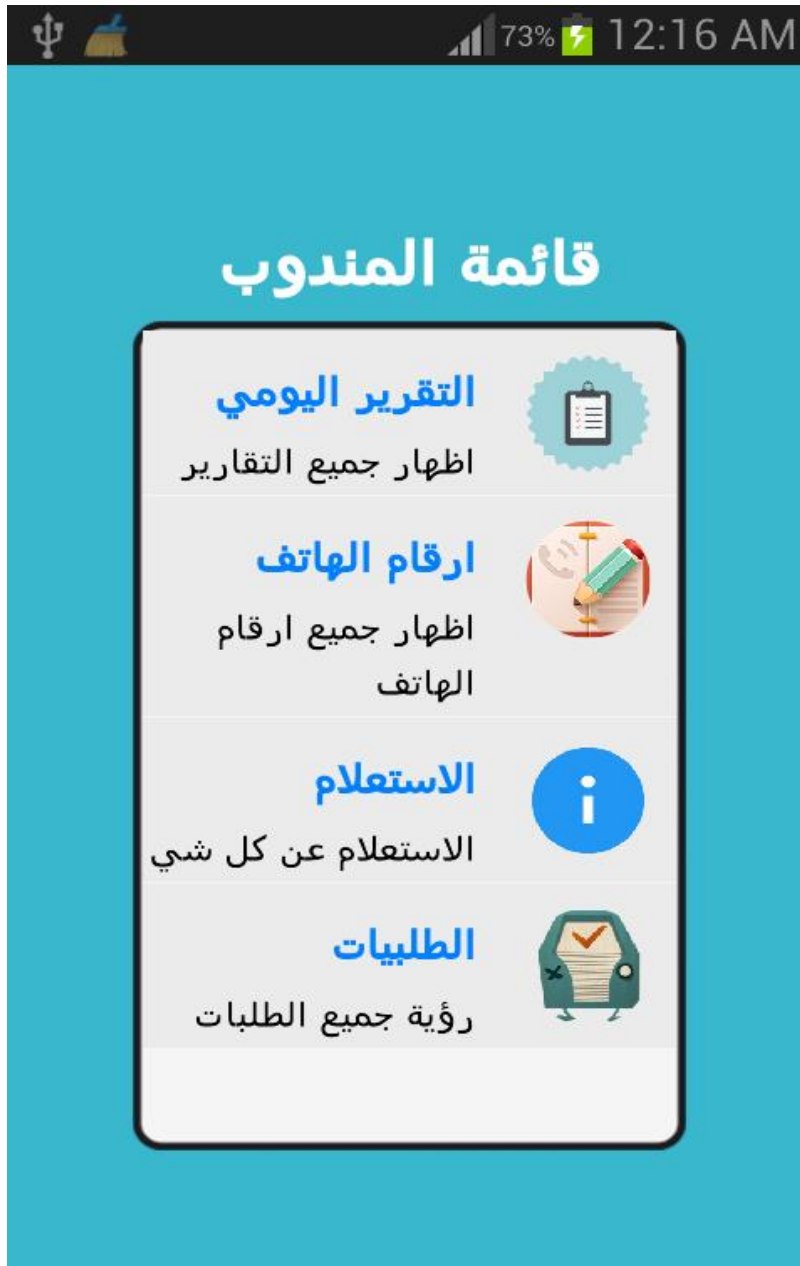 73% 12:16 AM
قائمة المندوب
التقرير اليومي
اظهار جميع التقارير
ارقام الهاتف
اظهار جميع ارقام
الهاتف
الاستعلام
الاستعلام عن كل شي
الطلبيات
رؤية جميع الطلبات